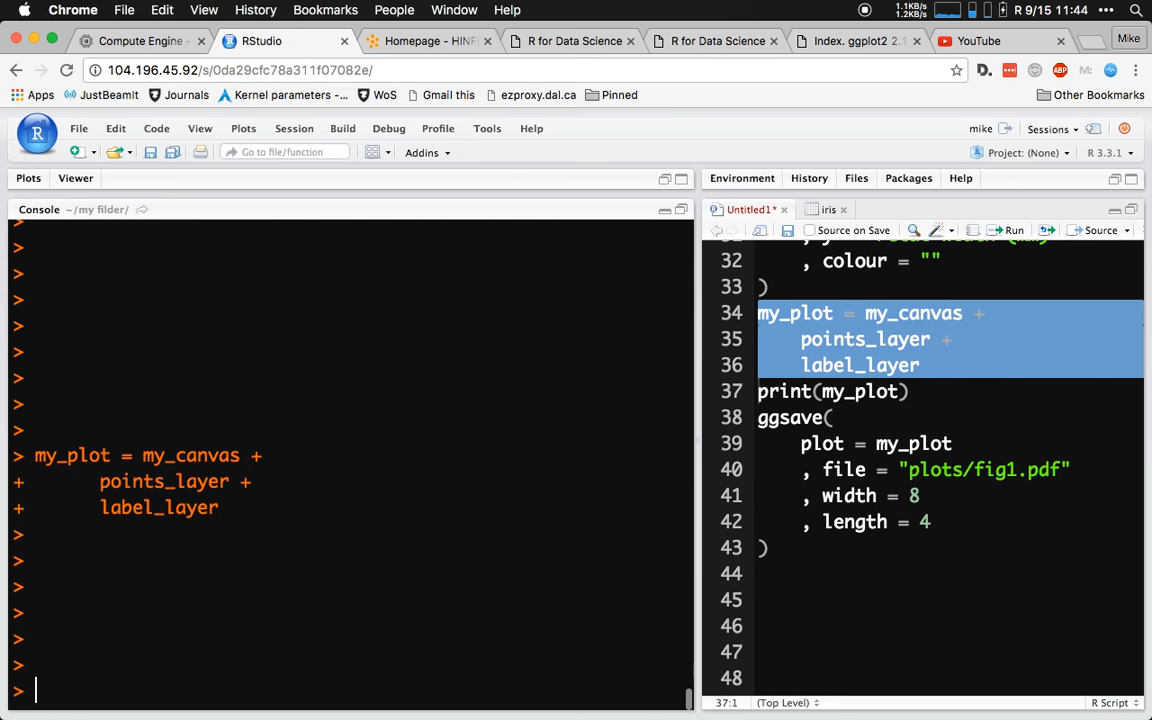 Chrome File Edit View History Bookmarks People Window Help 1.1KB/s 1.2KB/s R 9/15 11:44
Compute Engine - RStudio Homepage - HINF R for Data Science R for Data Science Index. ggplot2 2.1 YouTube Mike
104.196.45.92/s/0da29cfc78a311f07082e/ D. ABP M:
Apps JustBeamIt Journals Kernel parameters -... WoS Gmail this ezproxy.dal.ca Pinned Other Bookmarks
R File Edit Code View Plots Session Build Debug Profile Tools Help mike Sessions
Go to file/function Addins Project: (None) R 3.3.1
Plots Viewer
Environment History Files Packages Help
Console ~/my filder/
Untitled1* iris
Source on Save Run Source
>
>
>
>
>
>
>
>
>
> my_plot = my_canvas +
+ points_layer +
+ label_layer
>
>
>
>
>
>
>
32 , colour = ""
33 )
34 my_plot = my_canvas +
35 points_layer +
36 label_layer
37 print(my_plot)
38 ggsave(
39 plot = my_plot
40 , file = "plots/fig1.pdf"
41 , width = 8
42 , length = 4
43 )
44
45
46
47
48
37:1 (Top Level) R Script